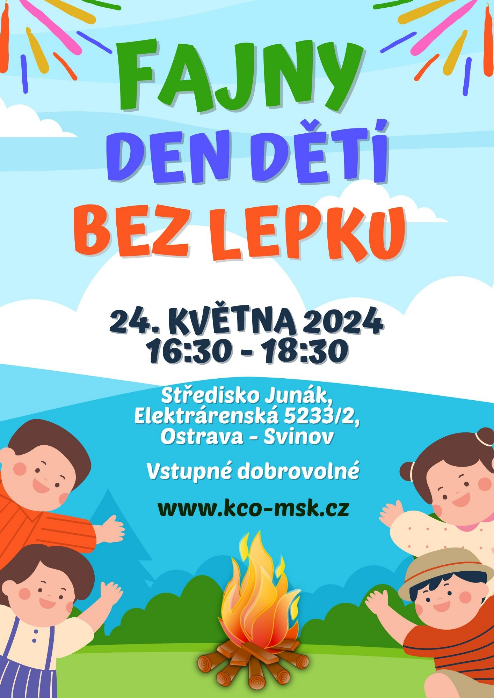 FAJNY
DEN DĚTÍ
BEZ LEPKU
24. KVĚTNA 2024
16:30 - 18:30
Středisko Junák,
Elektrárenská 5233/2,
Ostrava - Svinov
Vstupné dobrovolné
www.kco-msk.cz